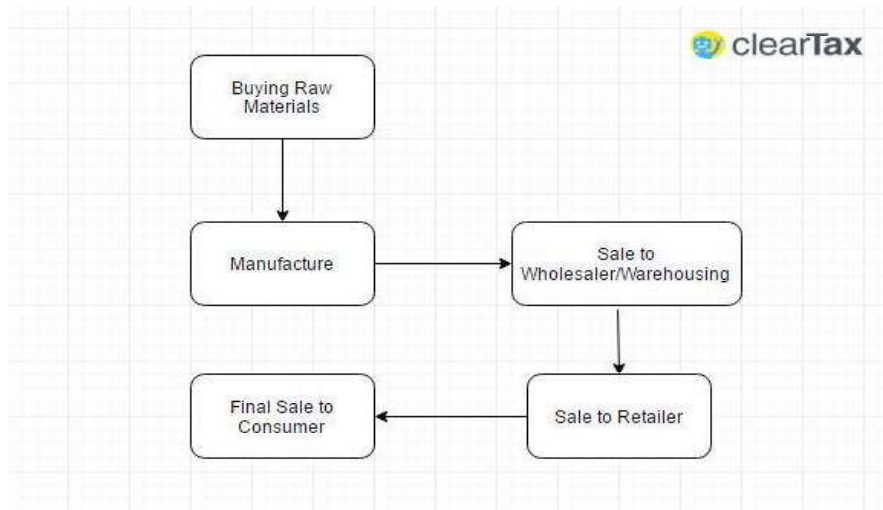 clearTax
Buying Raw
Materials
Manufacture
Sale to
Wholesaler/Warehousing
Sale to Retailer
Final Sale to
Consumer